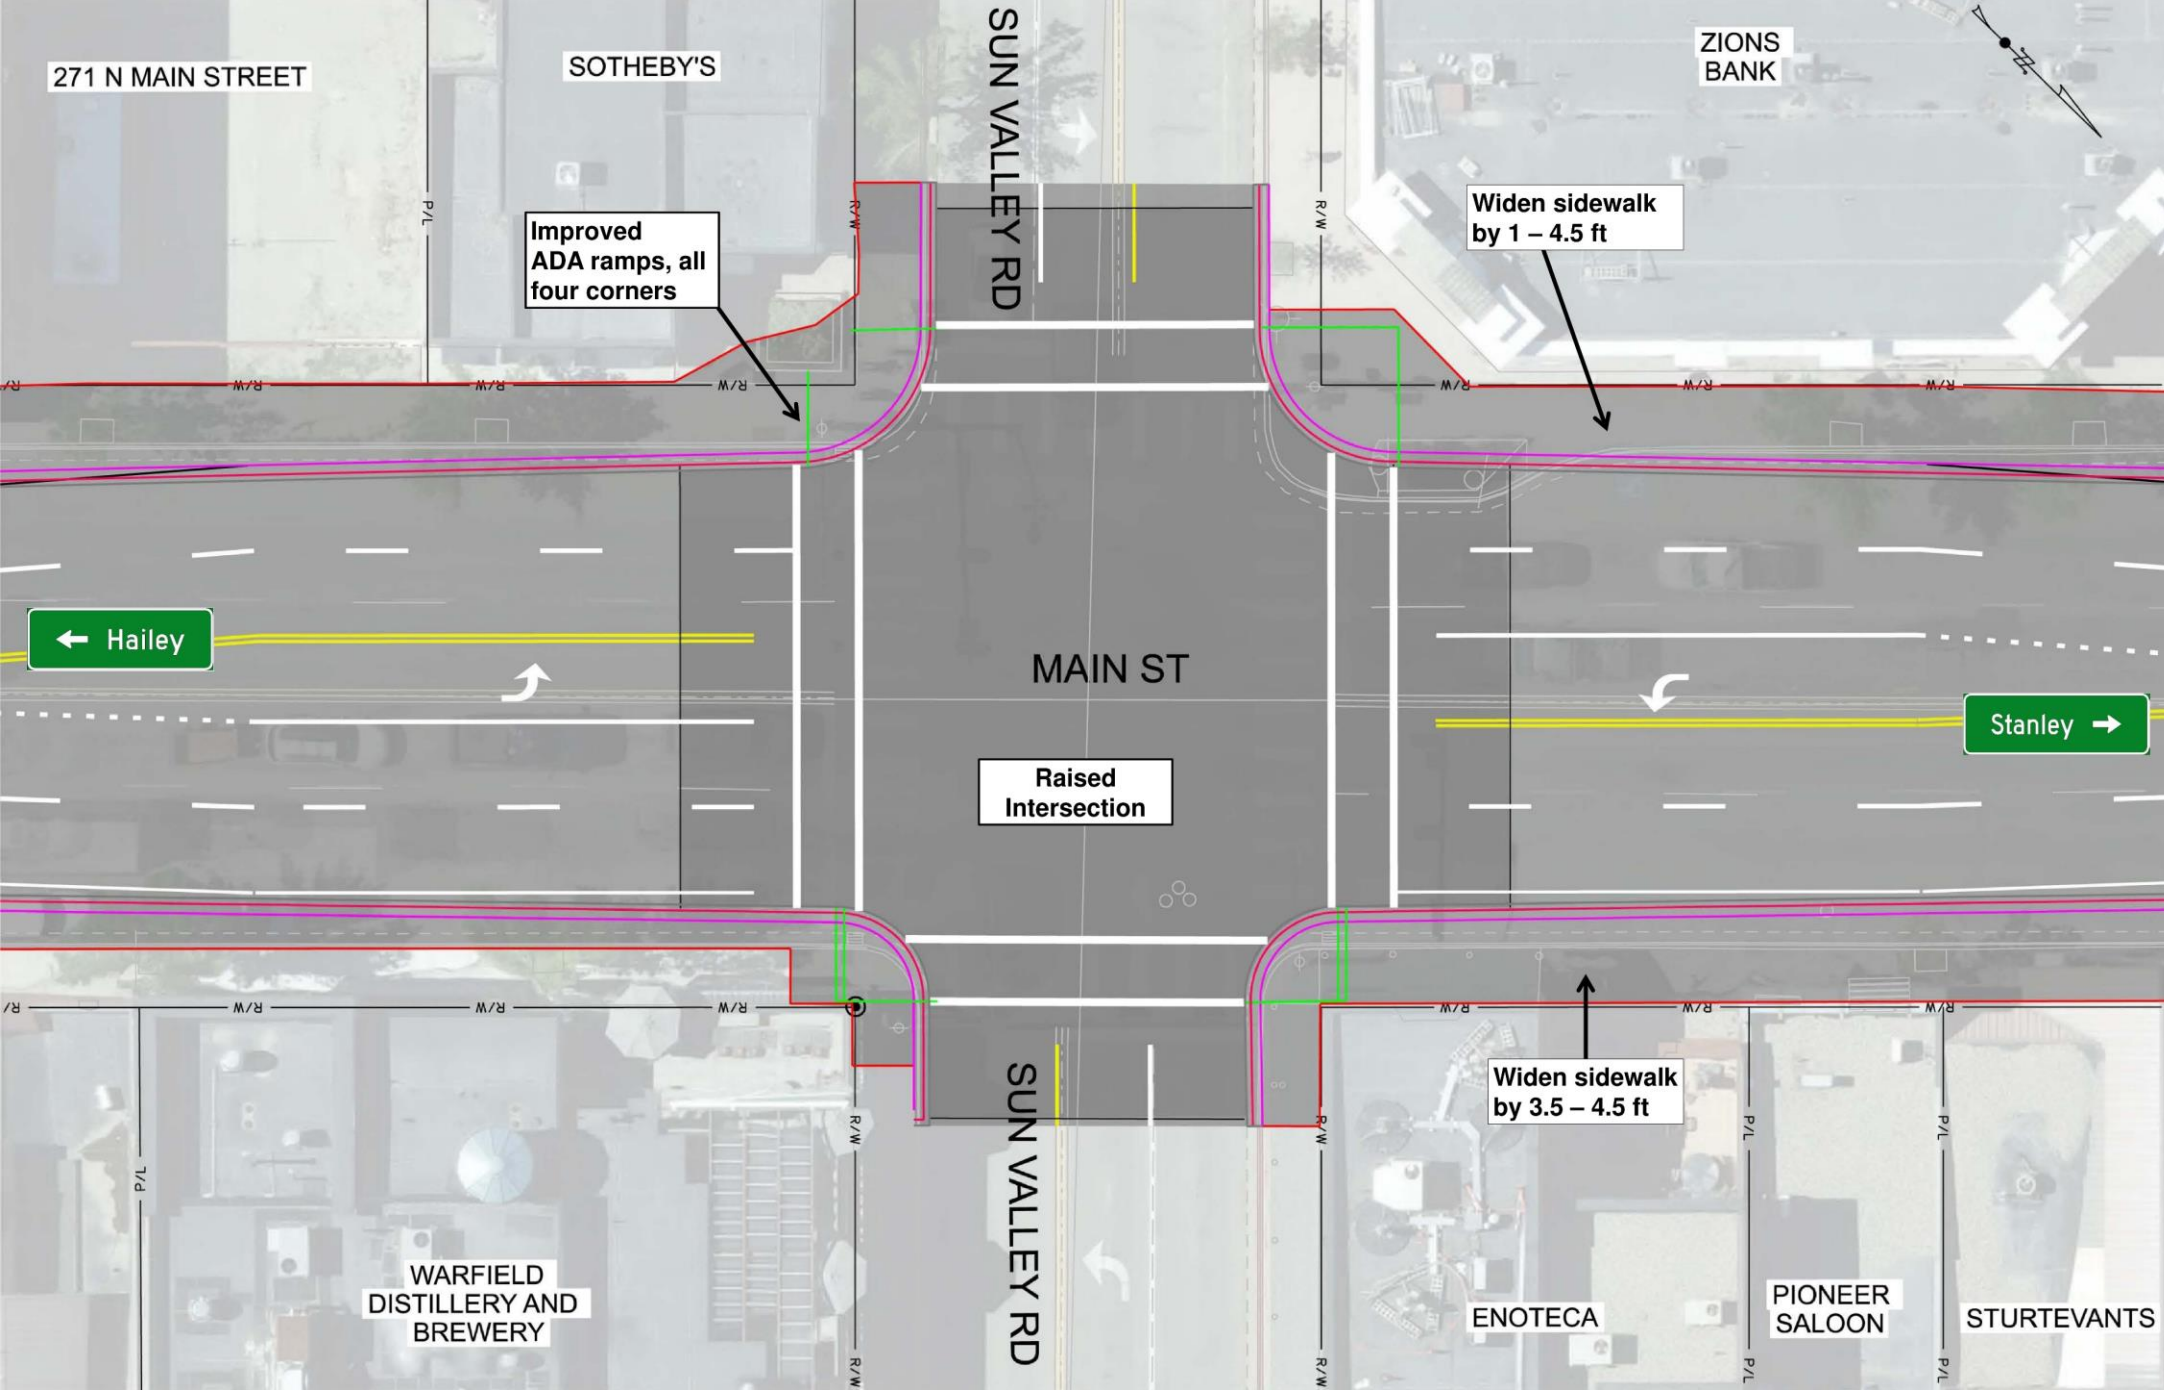 271 N MAIN STREET
SOTHEBY'S
SUN VALLEY RD
ZIONS
BANK
N
P/L
R/W
R/W
Improved
ADA ramps, all
four corners
Widen sidewalk
by 1 – 4.5 ft
R/W
R/W
R/W
R/W
R/W
R/W
R/W
← Hailey
MAIN ST
Stanley →
Raised
Intersection
R/W
R/W
R/W
R/W
R/W
R/W
R/W
Widen sidewalk
by 3.5 – 4.5 ft
SUN VALLEY RD
P/L
R/W
R/W
P/L
P/L
WARFIELD
DISTILLERY AND
BREWERY
ENOTECA
PIONEER
SALOON
STURTEVANTS
R/W
R/W
P/L
P/L